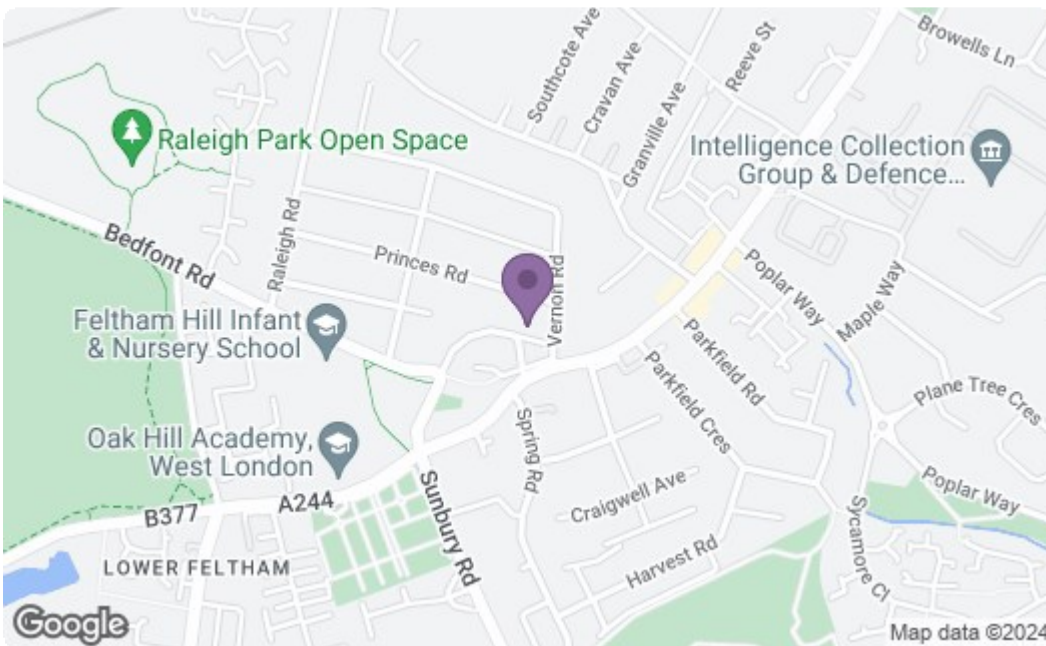 Browells Ln
Southcote Ave
Cravan Ave
Reeve St
Granville Ave
Raleigh Park Open Space
Intelligence Collection
Group & Defence…
Bedfont Rd
Raleigh Rd
Princes Rd
Vernon Rd
Poplar Way
Maple Way
Feltham Hill Infant
& Nursery School
Parkfield Rd
Parkfield Cres
Plane Tree Cres
Oak Hill Academy,
West London
Spring Rd
Sunbury Rd
Craigwell Ave
Poplar Way
A244
B377
Sycamore Cl
Harvest Rd
LOWER FELTHAM
Google
Map data ©2024